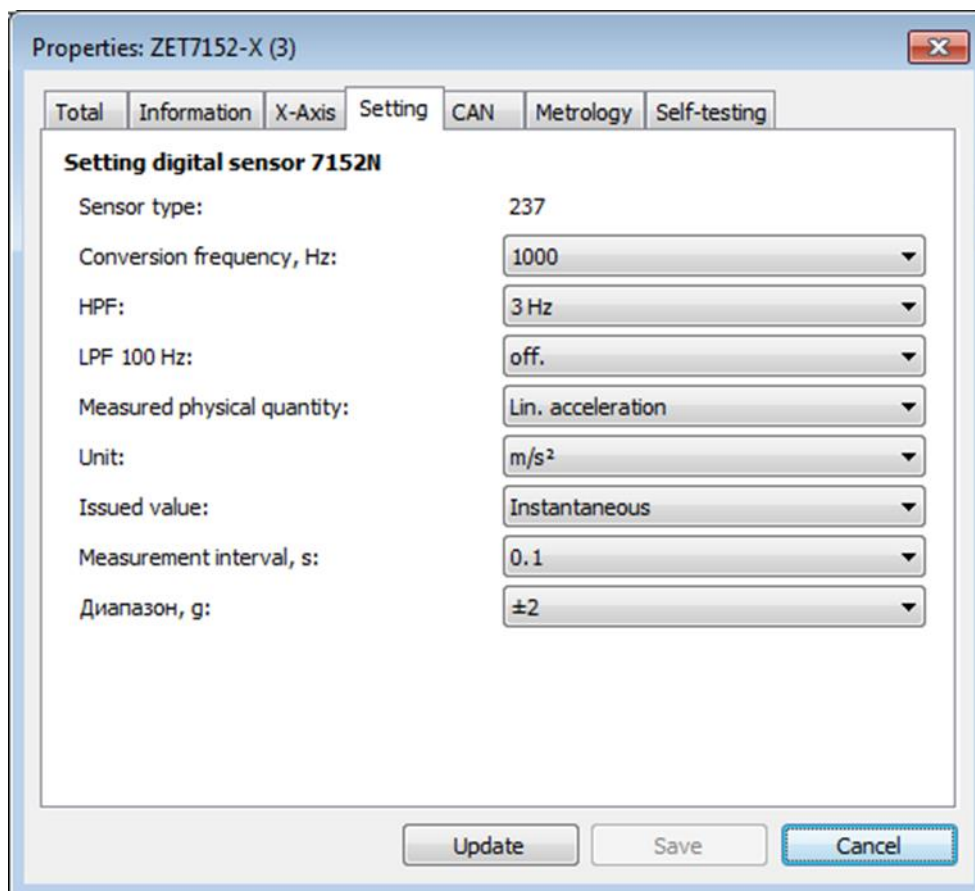 Properties: ZET7152-X (3)
Total Information X-Axis Setting CAN Metrology Self-testing
Setting digital sensor 7152N
Sensor type: 237
Conversion frequency, Hz: 1000
HPF: 3 Hz
LPF 100 Hz: off.
Measured physical quantity: Lin. acceleration
Unit: m/s²
Issued value: Instantaneous
Measurement interval, s: 0.1
Диапазон, g: ±2
Update Save Cancel